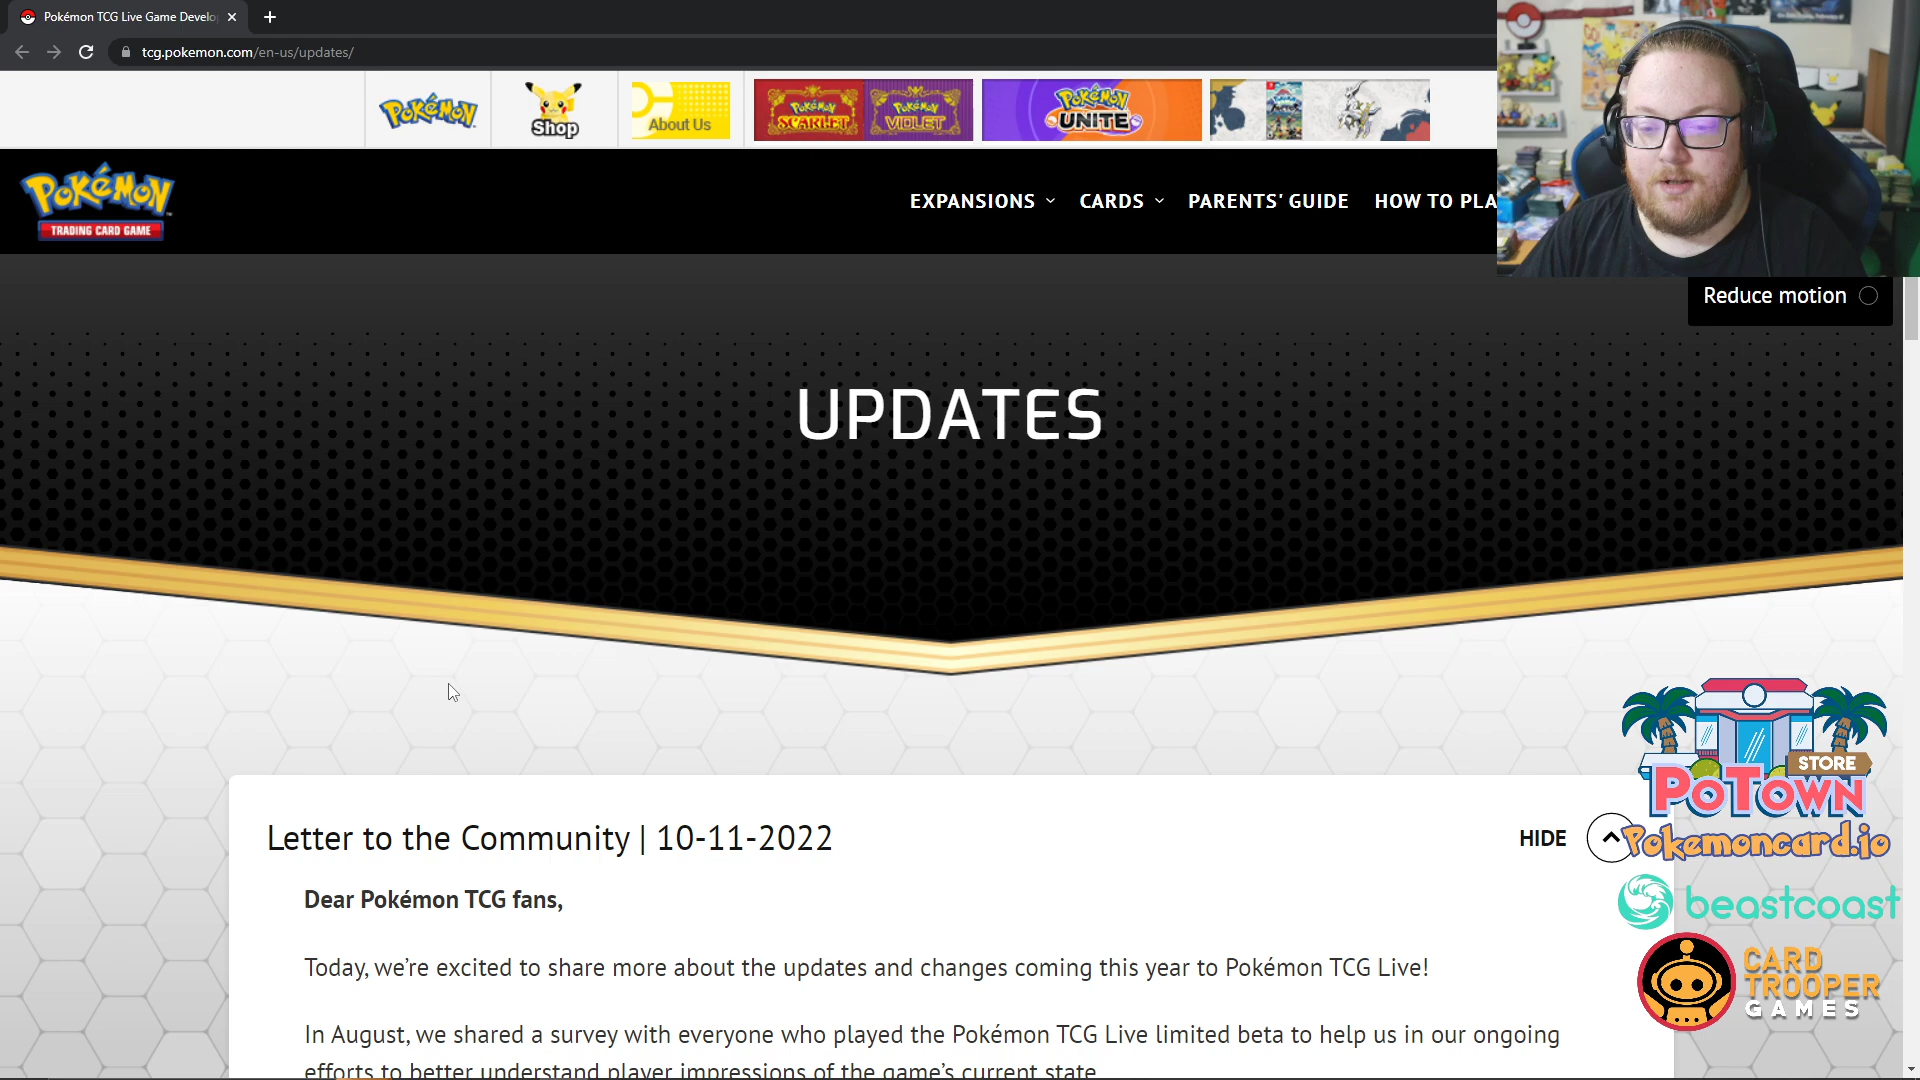 Pokémon TCG Live Game Develo
tcg.pokemon.com/en-us/updates/
POKÉMON
Shop
About Us
POKÉMON SCARLET
POKÉMON VIOLET
POKÉMON UNITE
POKÉMON
TRADING CARD GAME
EXPANSIONS
CARDS
PARENTS' GUIDE
HOW TO PLA
Reduce motion
UPDATES
STORE
POTOWN
Pokemoncard.io
beastcoast
CARD
TROOPER
GAMES
Letter to the Community | 10-11-2022
HIDE
Dear Pokémon TCG fans,
Today, we’re excited to share more about the updates and changes coming this year to Pokémon TCG Live!
In August, we shared a survey with everyone who played the Pokémon TCG Live limited beta to help us in our ongoing
efforts to better understand player impressions of the game’s current state